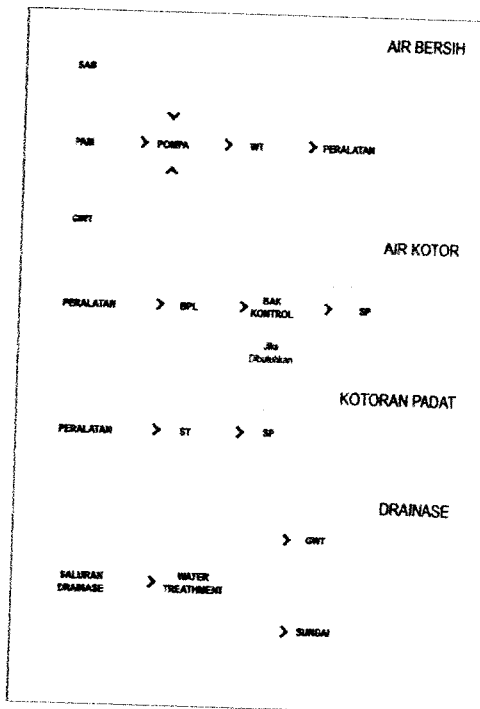 AIR BERSIH
SAB
PAM POMPA WT PERALATAN
GWT
AIR KOTOR
PERALATAN BPL BAK KONTROL SP
Jika
Dibutuhkan
KOTORAN PADAT
PERALATAN ST SP
DRAINASE
GWT
SALURAN DRAINASE WATER TREATHMENT
SUNGAI